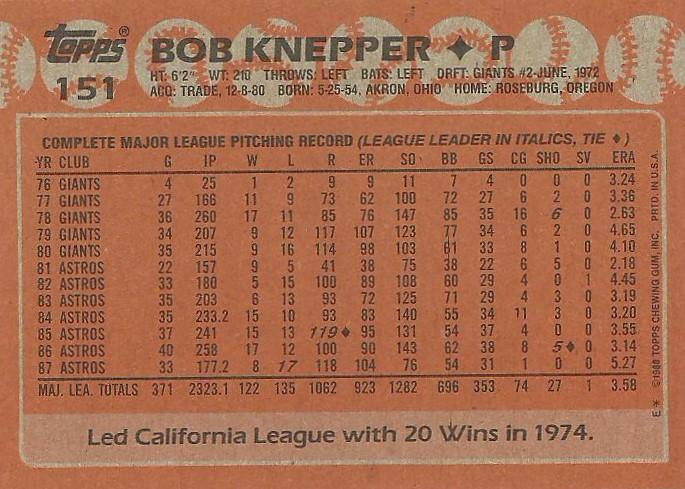 topps® BOB KNEPPER ✦ P
151 HT: 6'2" WT: 210 THROWS: LEFT BATS: LEFT DRFT: GIANTS #2-JUNE, 1972
ACQ: TRADE, 12-8-80 BORN: 5-25-54, AKRON, OHIO HOME: ROSEBURG, OREGON
COMPLETE MAJOR LEAGUE PITCHING RECORD (LEAGUE LEADER IN ITALICS, TIE ♦)
YR CLUB G IP W L R ER SO BB GS CG SHO SV ERA
76 GIANTS 4 25 1 2 9 9 11 7 4 0 0 0 3.24
77 GIANTS 27 166 11 9 73 62 100 72 27 6 2 0 3.36
78 GIANTS 36 260 17 11 85 76 147 85 35 16 6 0 2.63
79 GIANTS 34 207 9 12 117 107 123 77 34 6 2 0 4.65
80 GIANTS 35 215 9 16 114 98 103 61 33 8 1 0 4.10
81 ASTROS 22 157 9 5 41 38 75 38 22 6 5 0 2.18
82 ASTROS 33 180 5 15 100 89 108 60 29 4 0 1 4.45
83 ASTROS 35 203 6 13 93 72 125 71 29 4 3 0 3.19
84 ASTROS 35 233.2 15 10 93 83 140 55 34 11 3 0 3.20
85 ASTROS 37 241 15 13 119♦ 95 131 54 37 4 0 0 3.55
86 ASTROS 40 258 17 12 100 90 143 62 38 8 5♦ 0 3.14
87 ASTROS 33 177.2 8 17 118 104 76 54 31 1 0 0 5.27
MAJ. LEA. TOTALS 371 2323.1 122 135 1062 923 1282 696 353 74 27 1 3.58
Led California League with 20 Wins in 1974.
E* ©1988 TOPPS CHEWING GUM, INC. PRTD. IN U.S.A.